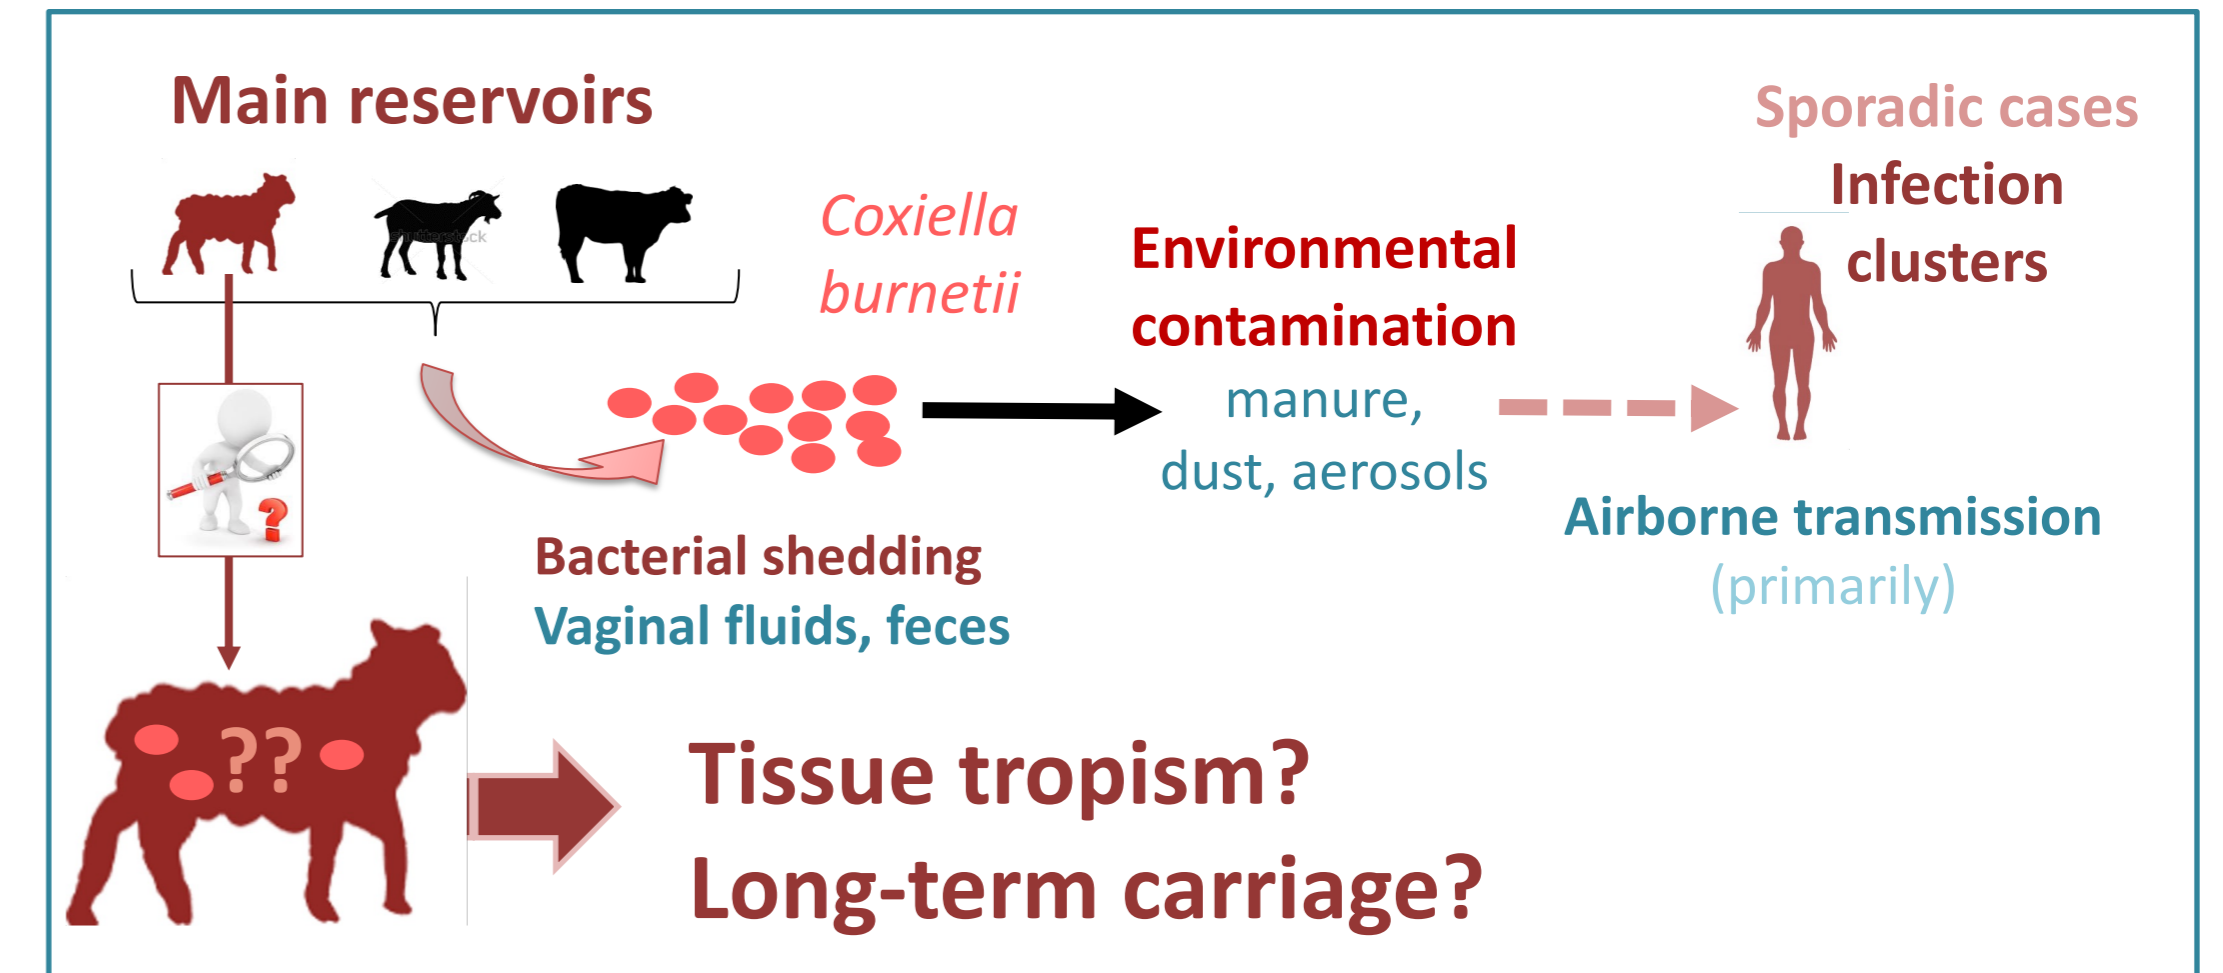 Main reservoirs
shutterstock
Coxiella
burnetii
Environmental
contamination
manure,
dust, aerosols
Sporadic cases
Infection
clusters
Airborne transmission
(primarily)
Bacterial shedding
Vaginal fluids, feces
?
??
Tissue tropism?
Long-term carriage?